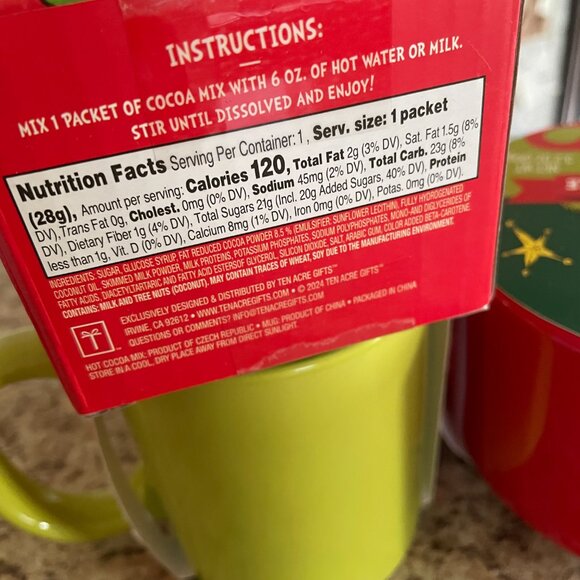 INSTRUCTIONS:
MIX 1 PACKET OF COCOA MIX WITH 6 OZ. OF HOT WATER OR MILK.
STIR UNTIL DISSOLVED AND ENJOY!
Nutrition Facts Serving Per Container: 1, Serv. size: 1 packet
(28g), Amount per serving: Calories 120, Total Fat 2g (3% DV), Sat. Fat 1.5g (8%
DV), Trans Fat 0g, Cholest. 0mg (0% DV), Sodium 45mg (2% DV), Total Carb. 23g (8%
DV), Dietary Fiber 1g (4% DV), Total Sugars 21g (Incl. 20g Added Sugars, 40% DV), Protein
less than 1g, Vit. D (0% DV), Calcium 8mg (1% DV), Iron 0mg (0% DV), Potas. 0mg (0% DV).
INGREDIENTS: SUGAR, GLUCOSE SYRUP FAT REDUCED COCOA POWDER 8.5 % (EMULSIFIER: SUNFLOWER LECITHIN), FULLY HYDROGENATED
COCONUT OIL, SKIMMED MILK POWDER, MILK PROTEINS, POTASSIUM PHOSPHATES, SODIUM POLYPHOSPHATES, MONO-AND DIGLYCERIDES OF
FATTY ACIDS, DIACETYLTARTARIC AND FATTY ACID ESTERS OF GLYCEROL, SILICON DIOXIDE, SALT, ARABIC GUM, COLOR ADDED BETA-CAROTENE.
CONTAINS: MILK AND TREE NUTS (COCONUT). MAY CONTAIN TRACES OF WHEAT, SOY DUE TO MANUFACTURING.
EXCLUSIVELY DESIGNED & DISTRIBUTED BY TEN ACRE GIFTS™
IRVINE, CA 92612 • WWW.TENACREGIFTS.COM • © 2024 TEN ACRE GIFTS™
QUESTIONS OR COMMENTS? INFO@TENACREGIFTS.COM
HOT COCOA MIX: PRODUCT OF CZECH REPUBLIC • MUG: PRODUCT OF CHINA • PACKAGED IN CHINA
STORE IN A COOL, DRY PLACE AWAY FROM DIRECT SUNLIGHT.